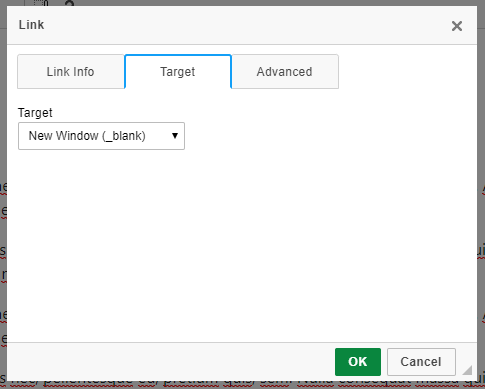 Link
Link Info
Target
Advanced
Target
New Window (_blank)
OK
Cancel